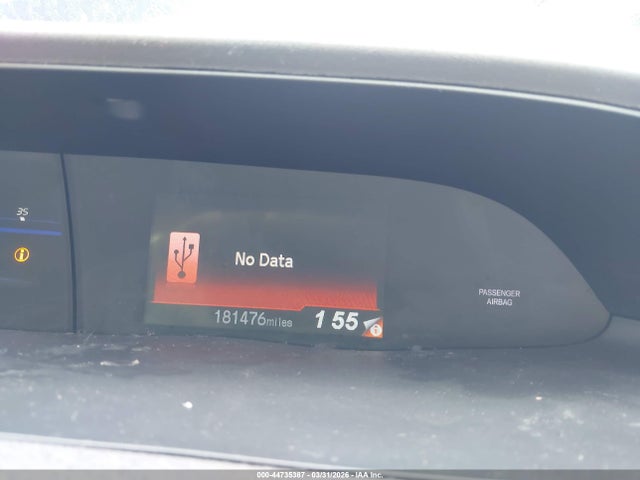 35
i
No Data
PASSENGER
AIRBAG
181476miles
1 55
000-44735387 - 03/31/2026 - IAA Inc.